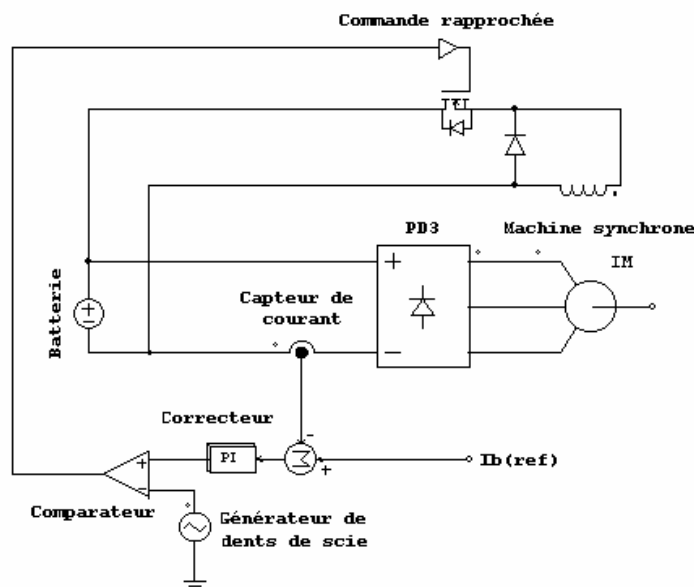 Commande rapprochée
PD3
Machine synchrone
IM
Capteur de
courant
Batterie
Correcteur
PI
Σ
Ib(ref)
Comparateur
Générateur de
dents de scie